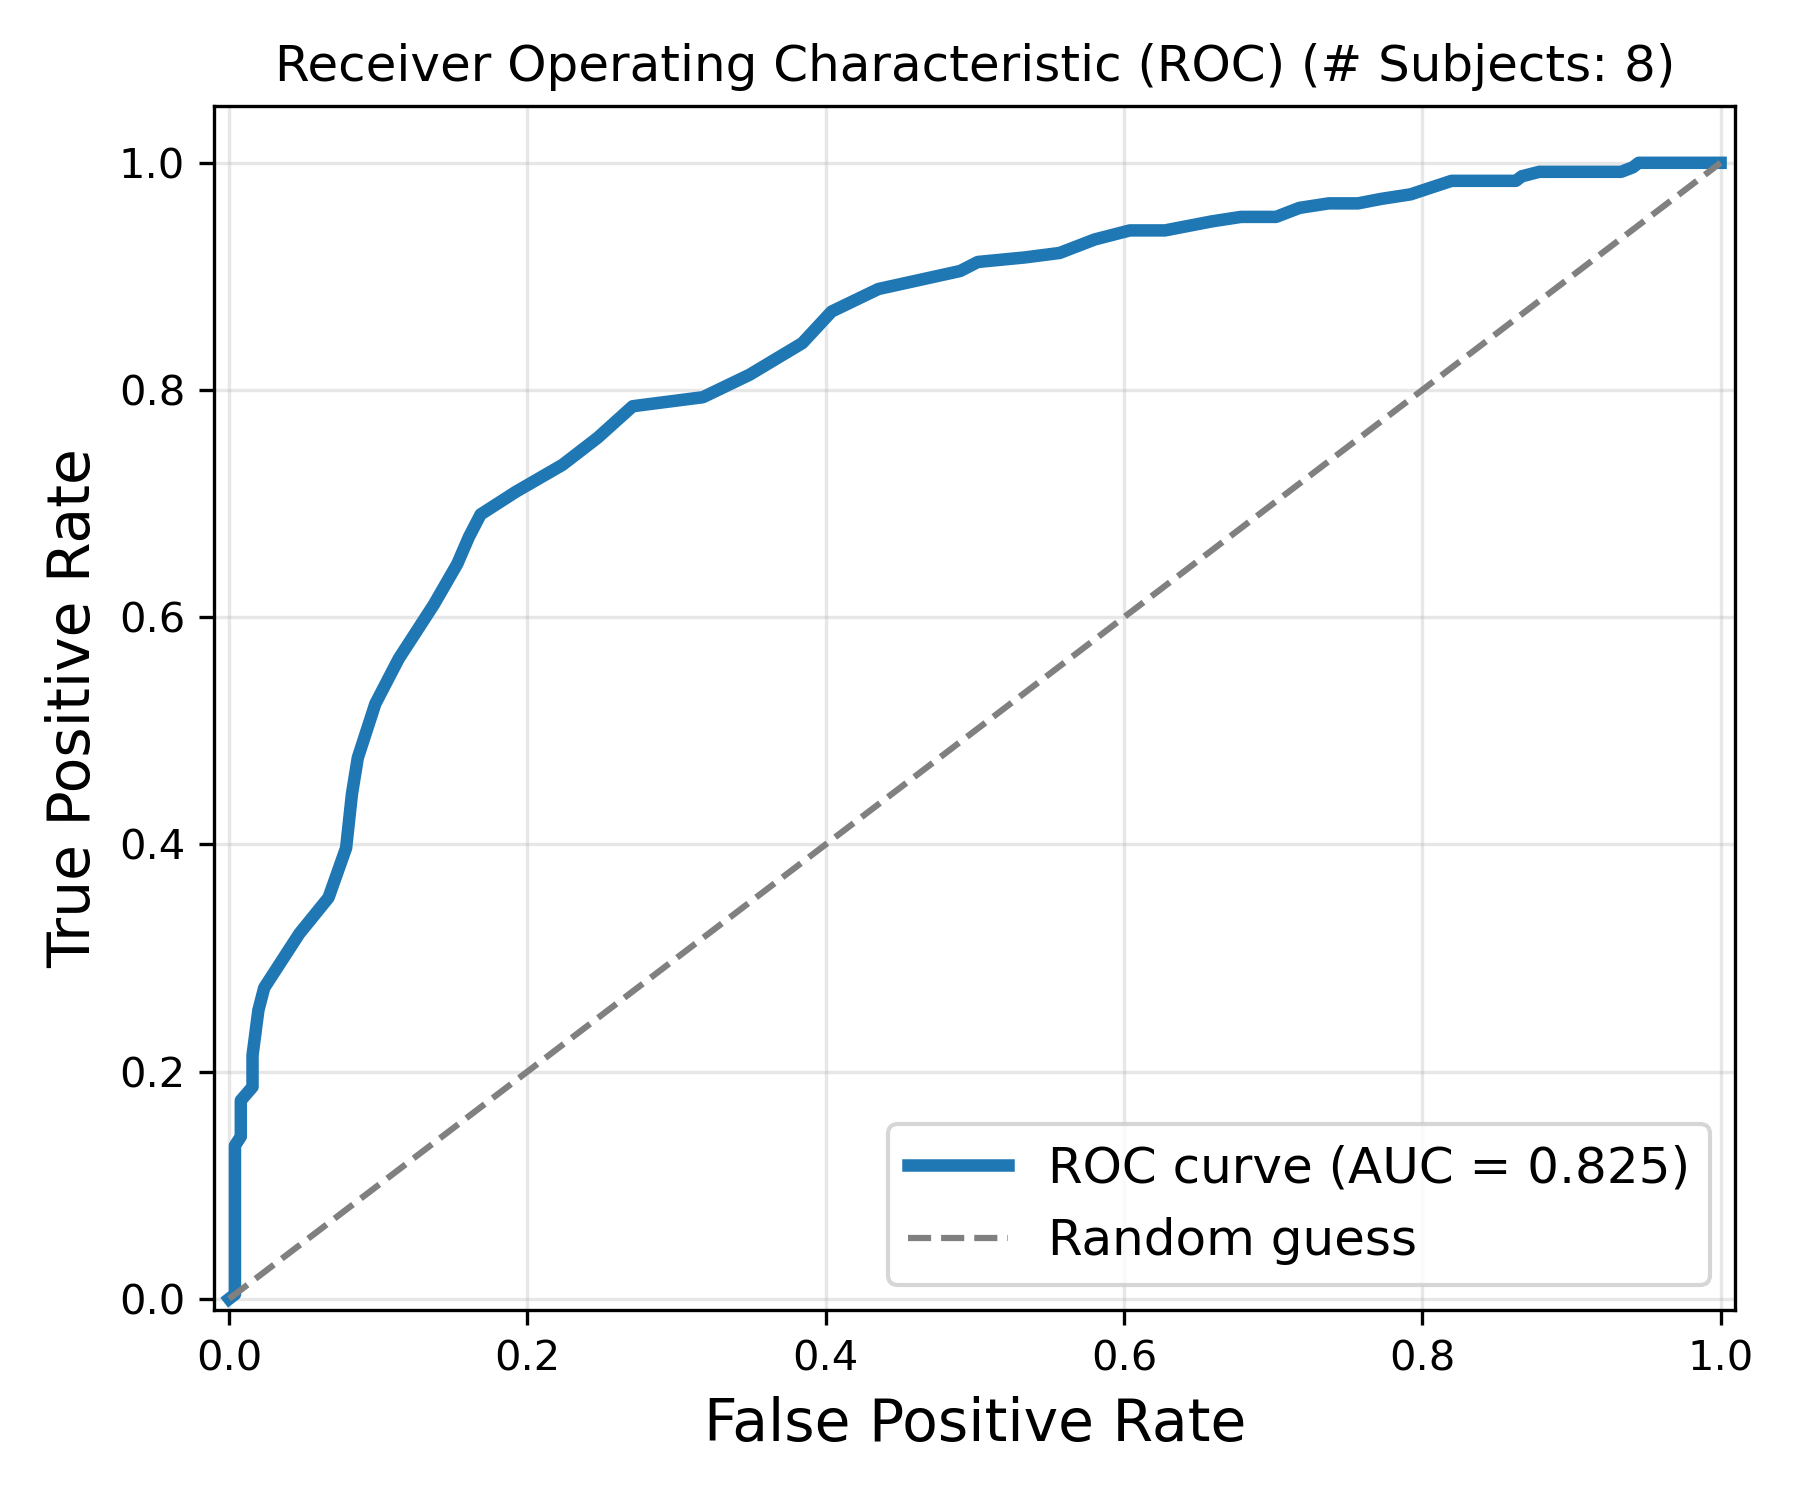 Receiver Operating Characteristic (ROC) (# Subjects: 8)
True Positive Rate
1.0
0.8
0.6
0.4
0.2
0.0
ROC curve (AUC = 0.825)
Random guess
0.0 0.2 0.4 0.6 0.8 1.0
False Positive Rate